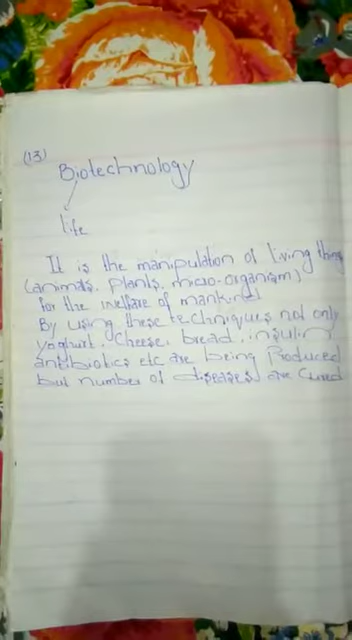 (13)
Biotechnology
life
It is the manipulation of living things
(animals, plants, micro-organism)
for the welfare of mankind
By using these techniques not only
yoghurt, cheese, bread, insulin,
antibiotics etc are being Produced
but number of diseases are Cured